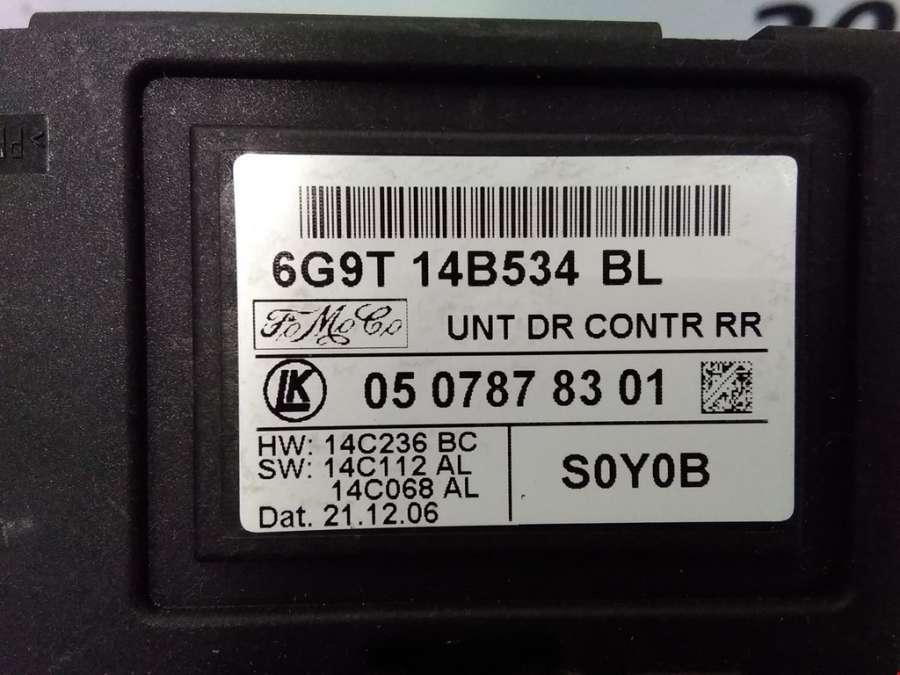 6G9T 14B534 BL
FoMoCo
UNT DR CONTR RR
LK
05 0787 83 01
HW: 14C236 BC
SW: 14C112 AL
14C068 AL
Dat. 21.12.06
S0Y0B